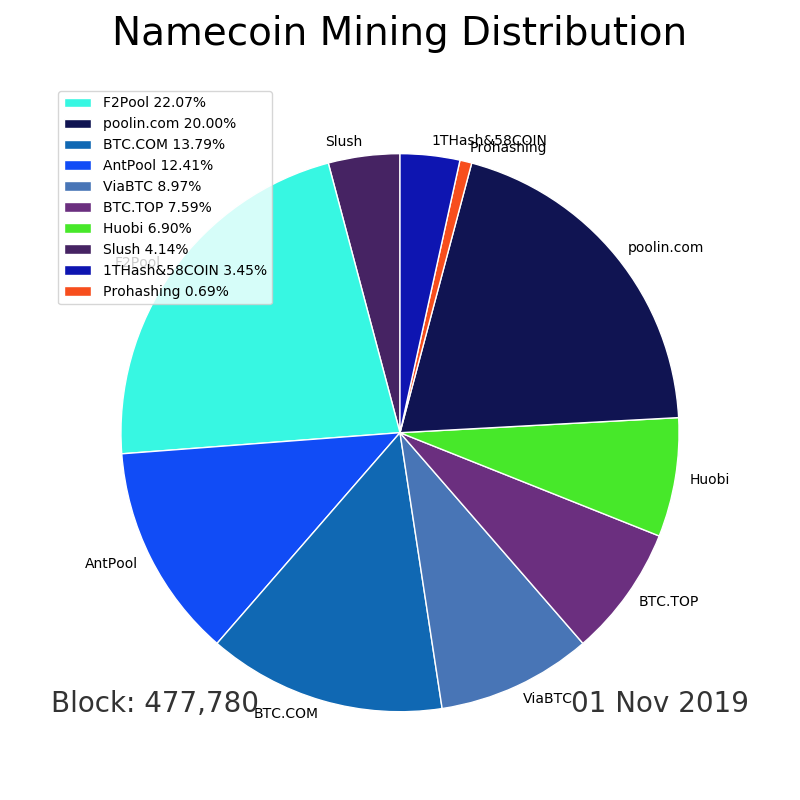 Namecoin Mining Distribution
F2Pool 22.07%
poolin.com 20.00%
BTC.COM 13.79%
AntPool 12.41%
ViaBTC 8.97%
BTC.TOP 7.59%
Huobi 6.90%
Slush 4.14%
1THash&58COIN 3.45%
Prohashing 0.69%
Slush
1THash&58COIN
Prohashing
poolin.com
F2Pool
Huobi
AntPool
BTC.TOP
ViaBTC
BTC.COM
Block: 477,780
01 Nov 2019